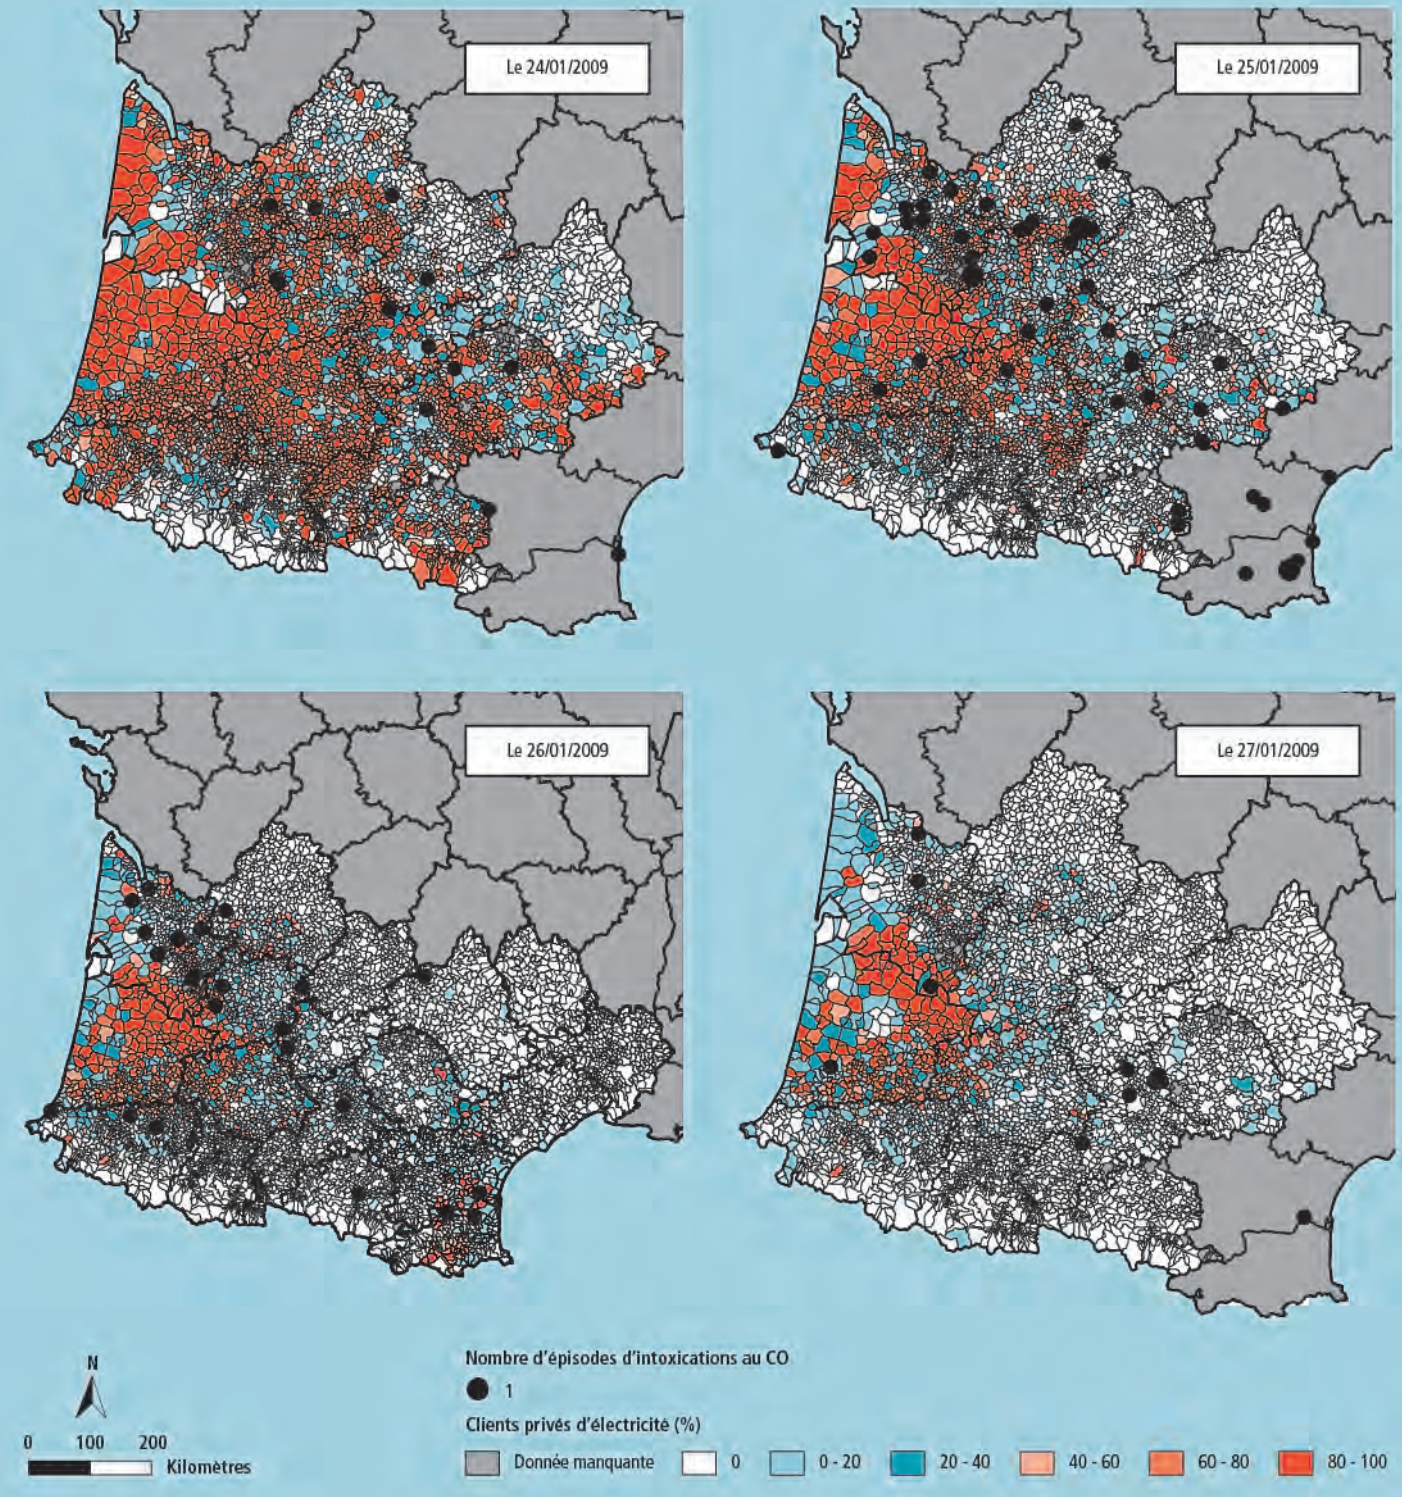 Le 24/01/2009
Le 25/01/2009
Le 26/01/2009
Le 27/01/2009
N
0 100 200
Kilomètres
Nombre d'épisodes d'intoxications au CO
1
Clients privés d'électricité (%)
Donnée manquante 0 0 - 20 20 - 40 40 - 60 60 - 80 80 - 100